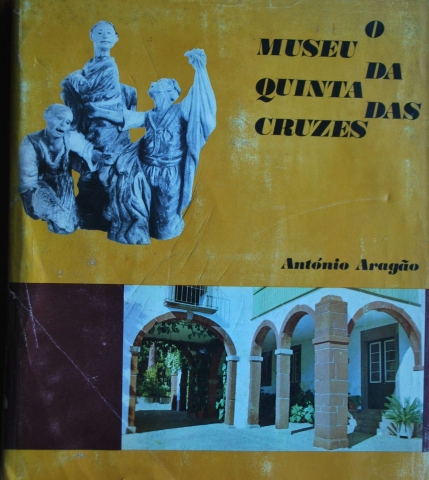 O
MUSEU
DA
QUINTA
DAS
CRUZES
António Aragão